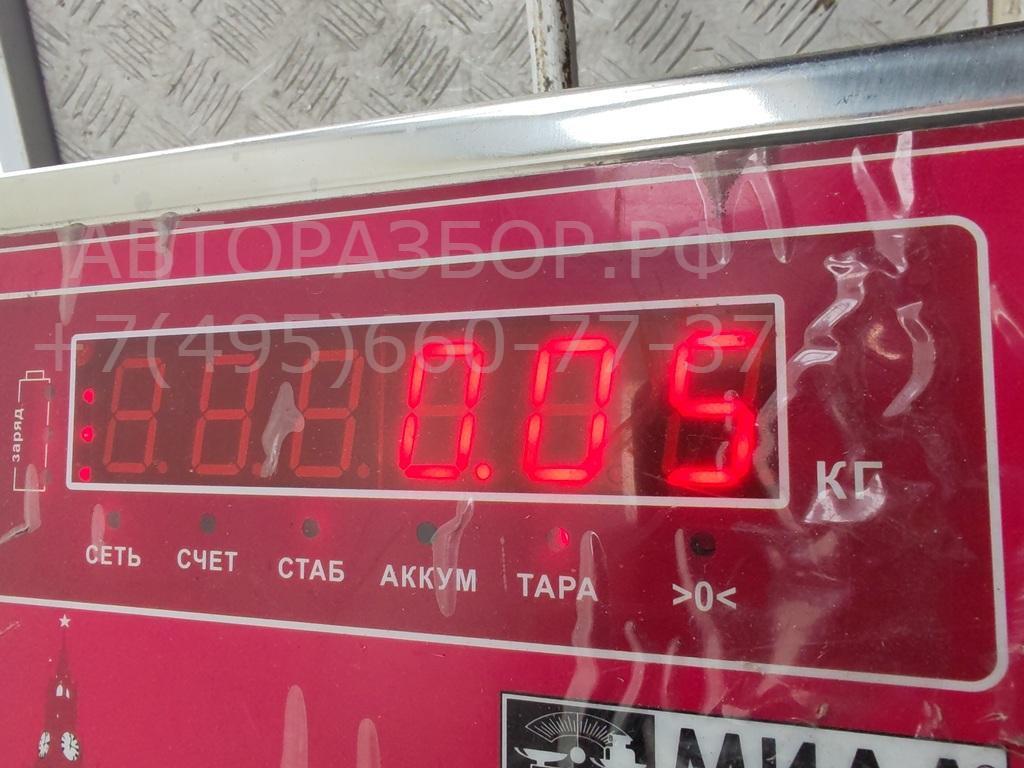 АВТОРАЗБОР.РФ
+7(495)660-77-37
заряд
0.05
КГ
СЕТЬ СЧЕТ СТАБ АККУМ ТАРА >0<